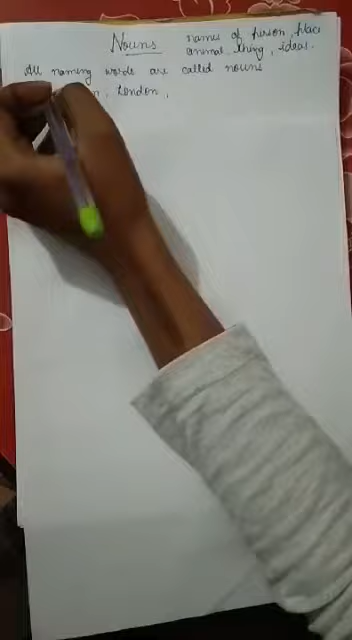 Nouns names of person, place
animal, thing, ideas.
All naming words are called nouns
, London,